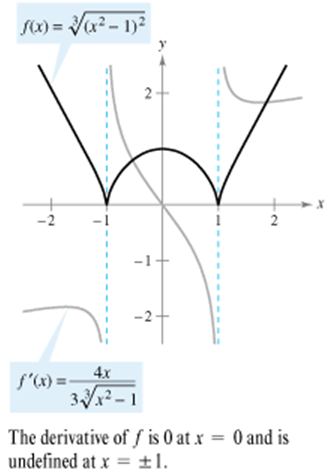 f(x) = ∛(x² – 1)²
y
2
x
–2
–1
1
2
–1
–2
f′(x) = 4x / 3∛x² – 1
The derivative of f is 0 at x = 0 and is
undefined at x = ±1.